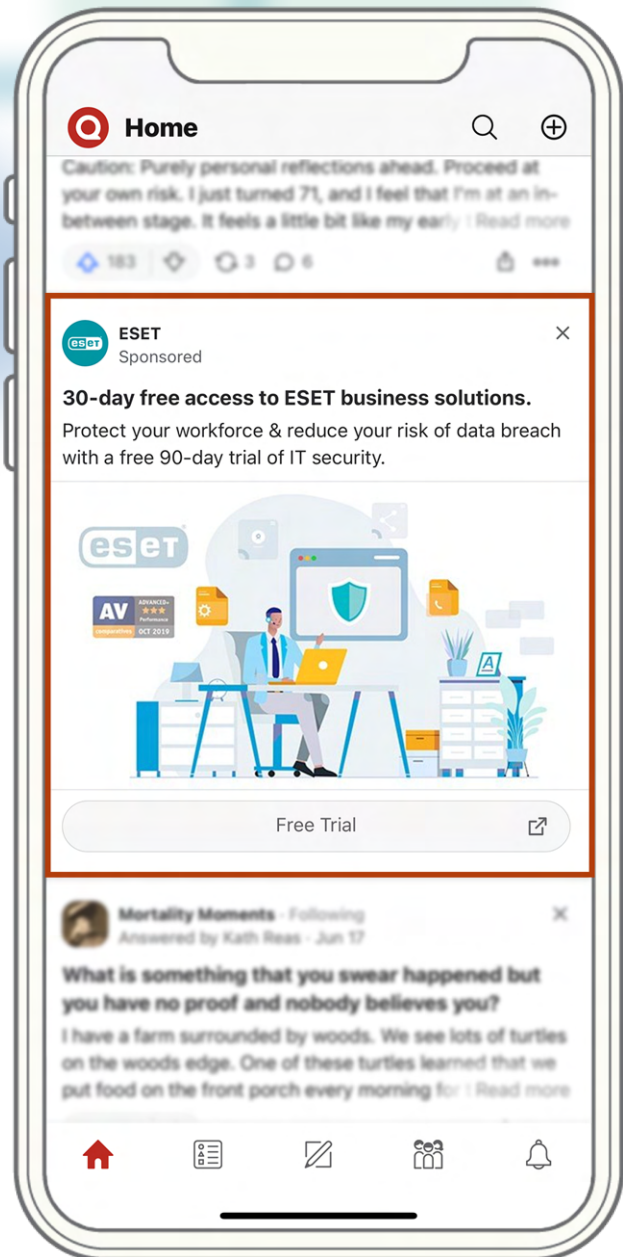 Home
Caution: Purely personal reflections ahead. Proceed at
your own risk. I just turned 71, and I feel that I'm at an in-
between stage. It feels a little bit like my early Read more
183 3 6
ESET
Sponsored
30-day free access to ESET business solutions.
Protect your workforce & reduce your risk of data breach
with a free 90-day trial of IT security.
eset
eset
AV
comparatives
ADVANCED+
Performance
OCT 2019
A
Free Trial
Mortality Moments · Following
Answered by Kath Reas · Jun 17
What is something that you swear happened but
you have no proof and nobody believes you?
I have a farm surrounded by woods. We see lots of turtles
on the woods edge. One of these turtles learned that we
put food on the front porch every morning for Read more